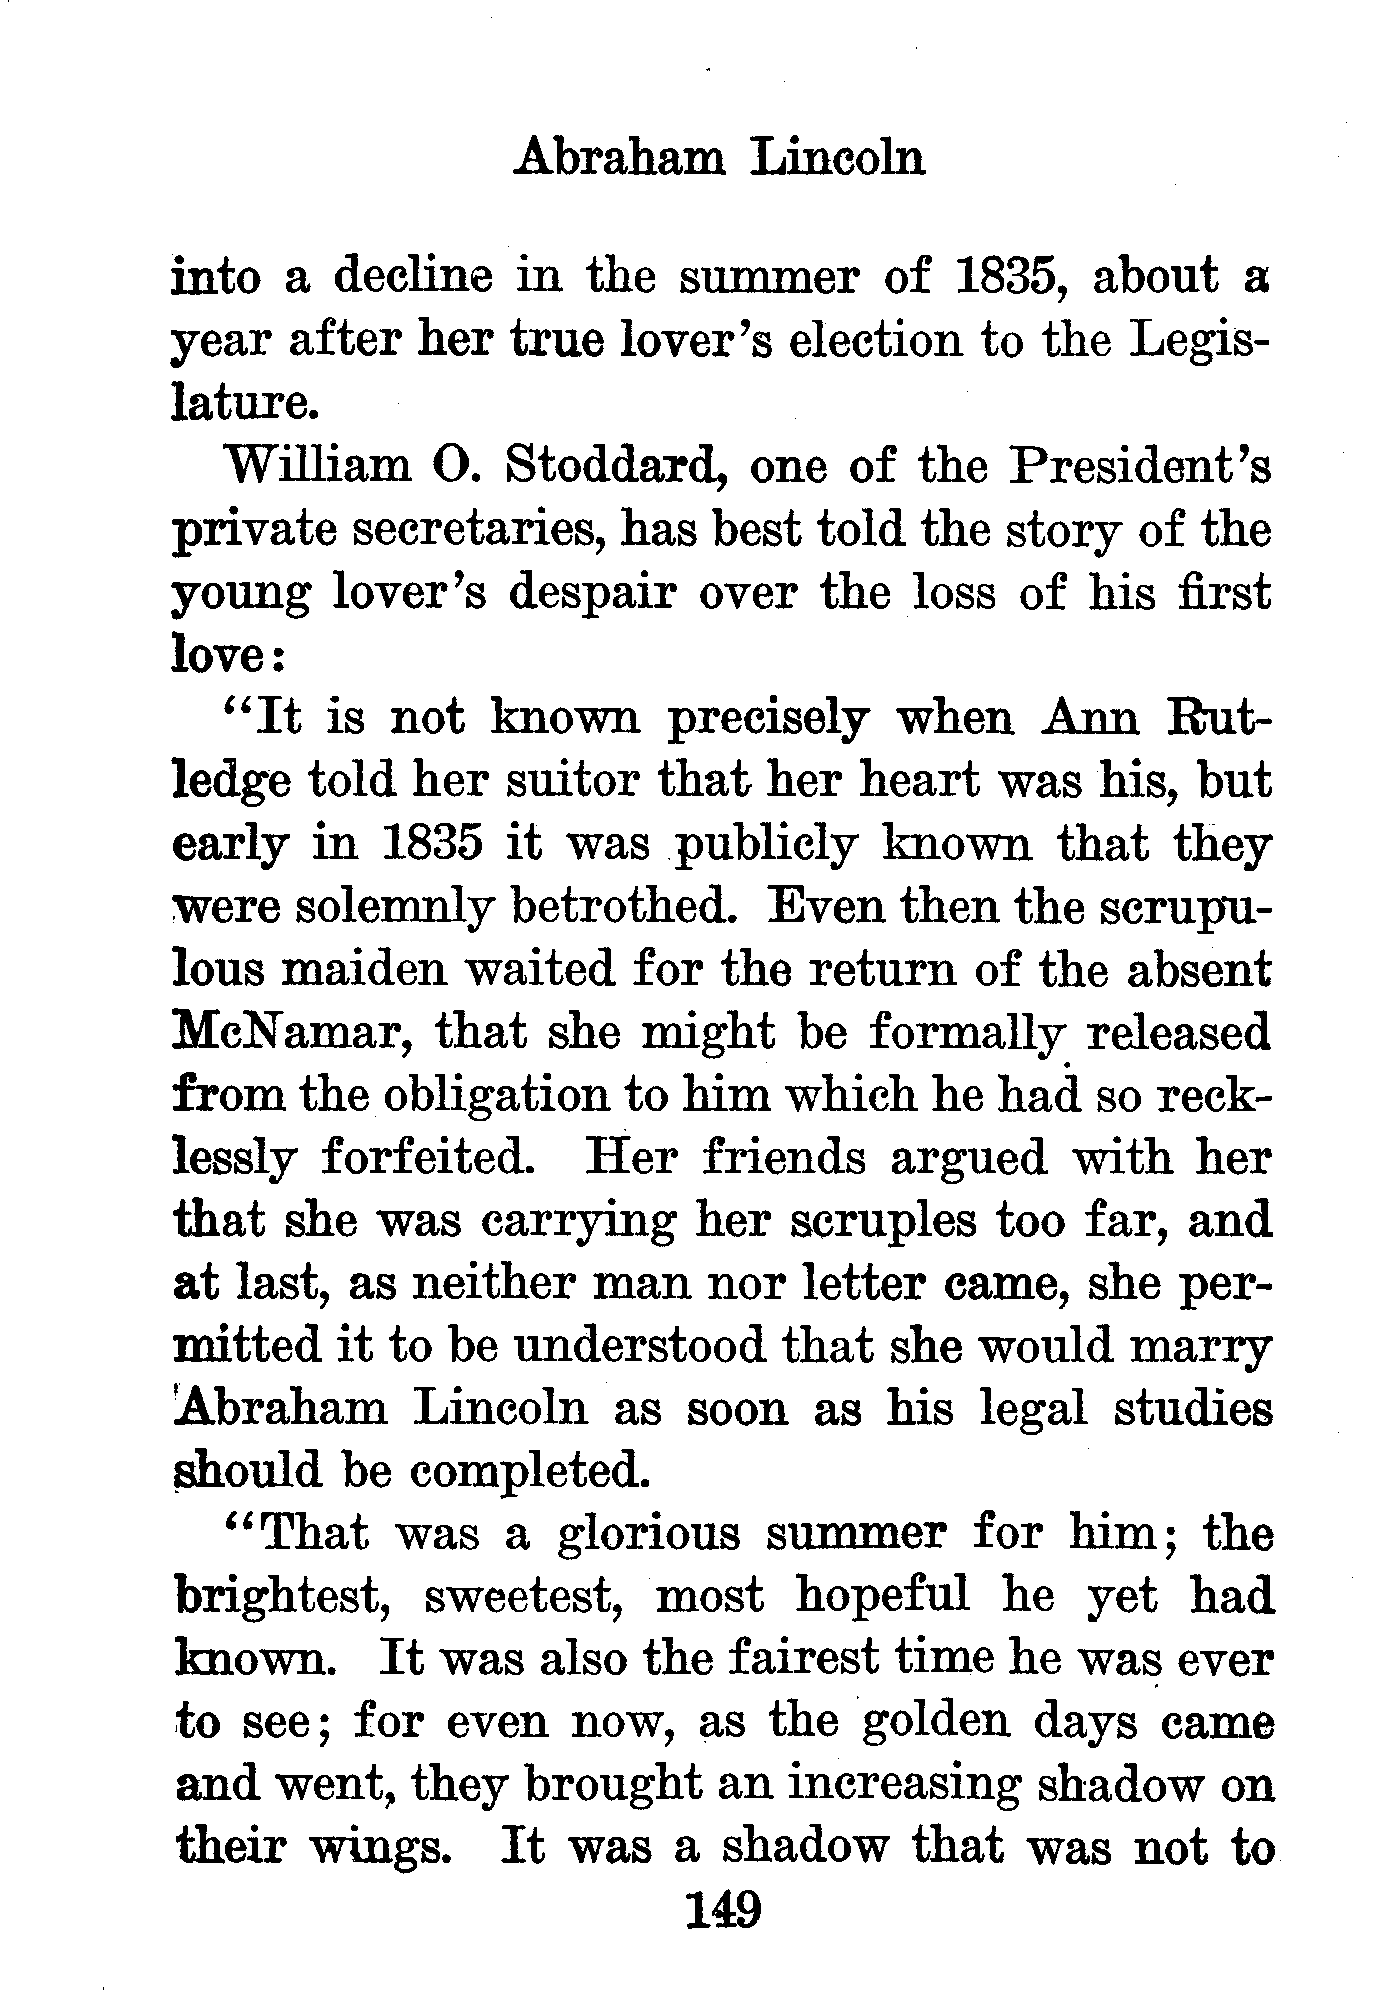 Abraham Lincoln
into a decline in the summer of 1835, about a
year after her true lover's election to the Legis-
lature.
William O. Stoddard, one of the President's
private secretaries, has best told the story of the
young lover's despair over the loss of his first
love:
"It is not known precisely when Ann Rut-
ledge told her suitor that her heart was his, but
early in 1835 it was publicly known that they
were solemnly betrothed. Even then the scrupu-
lous maiden waited for the return of the absent
McNamar, that she might be formally released
from the obligation to him which he had so reck-
lessly forfeited. Her friends argued with her
that she was carrying her scruples too far, and
at last, as neither man nor letter came, she per-
mitted it to be understood that she would marry
Abraham Lincoln as soon as his legal studies
should be completed.
"That was a glorious summer for him; the
brightest, sweetest, most hopeful he yet had
known. It was also the fairest time he was ever
to see; for even now, as the golden days came
and went, they brought an increasing shadow on
their wings. It was a shadow that was not to
149